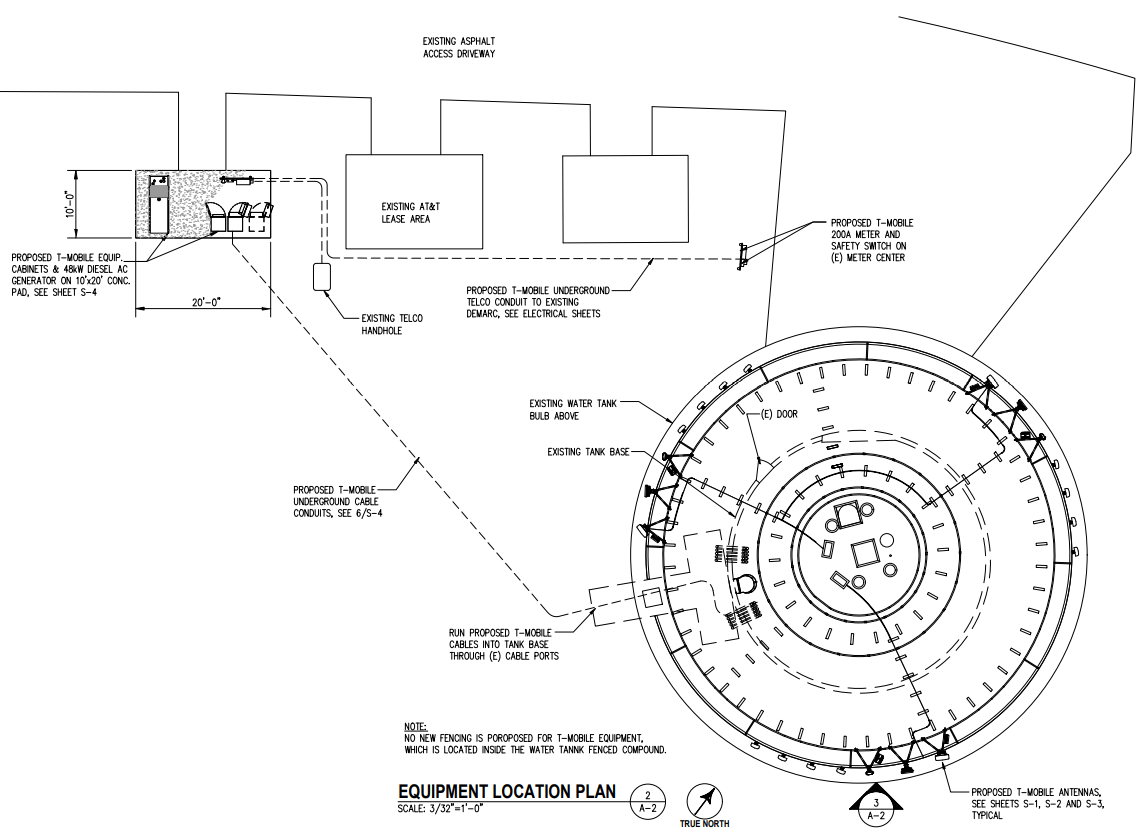 EXISTING ASPHALT
ACCESS DRIVEWAY
10'-0"
EXISTING AT&T
LEASE AREA
PROPOSED T-MOBILE
200A METER AND
SAFETY SWITCH ON
(E) METER CENTER
PROPOSED T-MOBILE EQUIP.
CABINETS & 48kW DIESEL AC
GENERATOR ON 10'x20' CONC.
PAD, SEE SHEET S-4
20'-0"
EXISTING TELCO
HANDHOLE
PROPOSED T-MOBILE UNDERGROUND
TELCO CONDUIT TO EXISTING
DEMARC, SEE ELECTRICAL SHEETS
EXISTING WATER TANK
BULB ABOVE
(E) DOOR
EXISTING TANK BASE
PROPOSED T-MOBILE
UNDERGROUND CABLE
CONDUITS, SEE 6/S-4
RUN PROPOSED T-MOBILE
CABLES INTO TANK BASE
THROUGH (E) CABLE PORTS
NOTE:
NO NEW FENCING IS POROPOSED FOR T-MOBILE EQUIPMENT,
WHICH IS LOCATED INSIDE THE WATER TANNK FENCED COMPOUND.
EQUIPMENT LOCATION PLAN
SCALE: 3/32"=1'-0"
2
A-2
TRUE NORTH
3
A-2
PROPOSED T-MOBILE ANTENNAS,
SEE SHEETS S-1, S-2 AND S-3,
TYPICAL